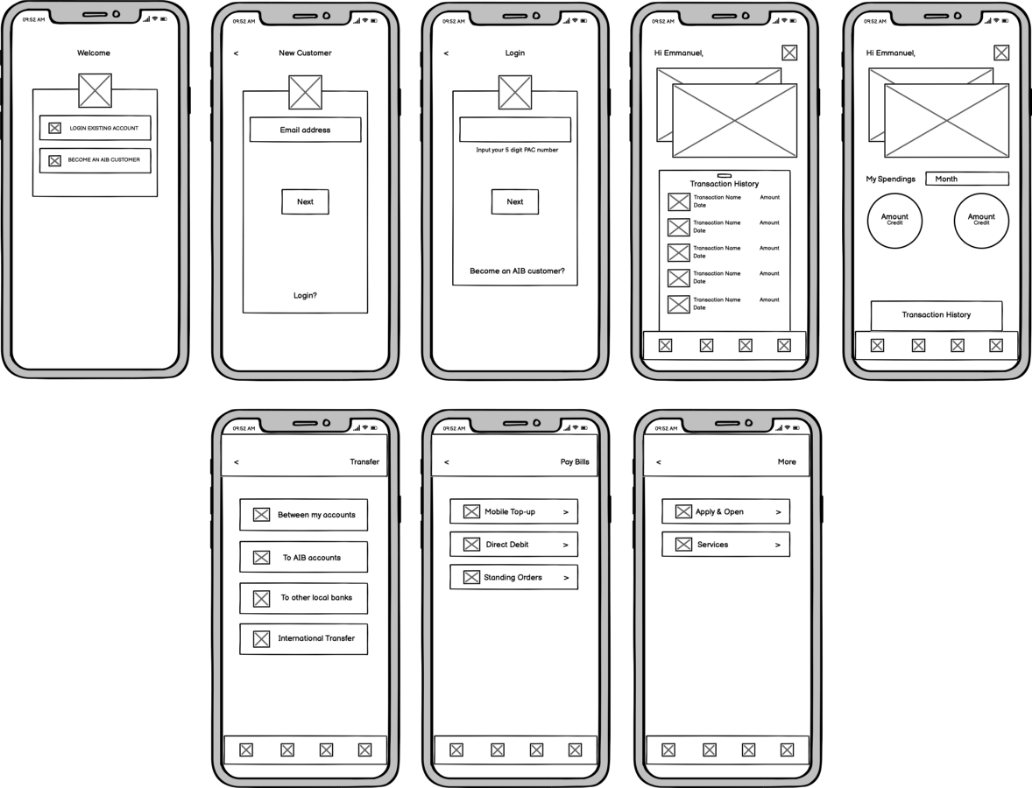 09:52 AM
Welcome
LOGIN EXISTING ACCOUNT
BECOME AN AIB CUSTOMER
09:52 AM
<
New Customer
Email address
Next
Login?
09:52 AM
<
Login
Input your 5 digit PAC number
Next
Become an AIB customer?
09:52 AM
Hi Emmanuel,
Transaction History
Transaction Name Amount
Date
Transaction Name Amount
Date
Transaction Name Amount
Date
Transaction Name Amount
Date
Transaction Name Amount
Date
09:52 AM
Hi Emmanuel,
My Spendings Month
Amount
Credit
Amount
Credit
Transaction History
09:52 AM
< Transfer
Between my accounts
To AIB accounts
To other local banks
International Transfer
09:52 AM
< Pay Bills
Mobile Top-up >
Direct Debit >
Standing Orders >
09:52 AM
< More
Apply & Open >
Services >